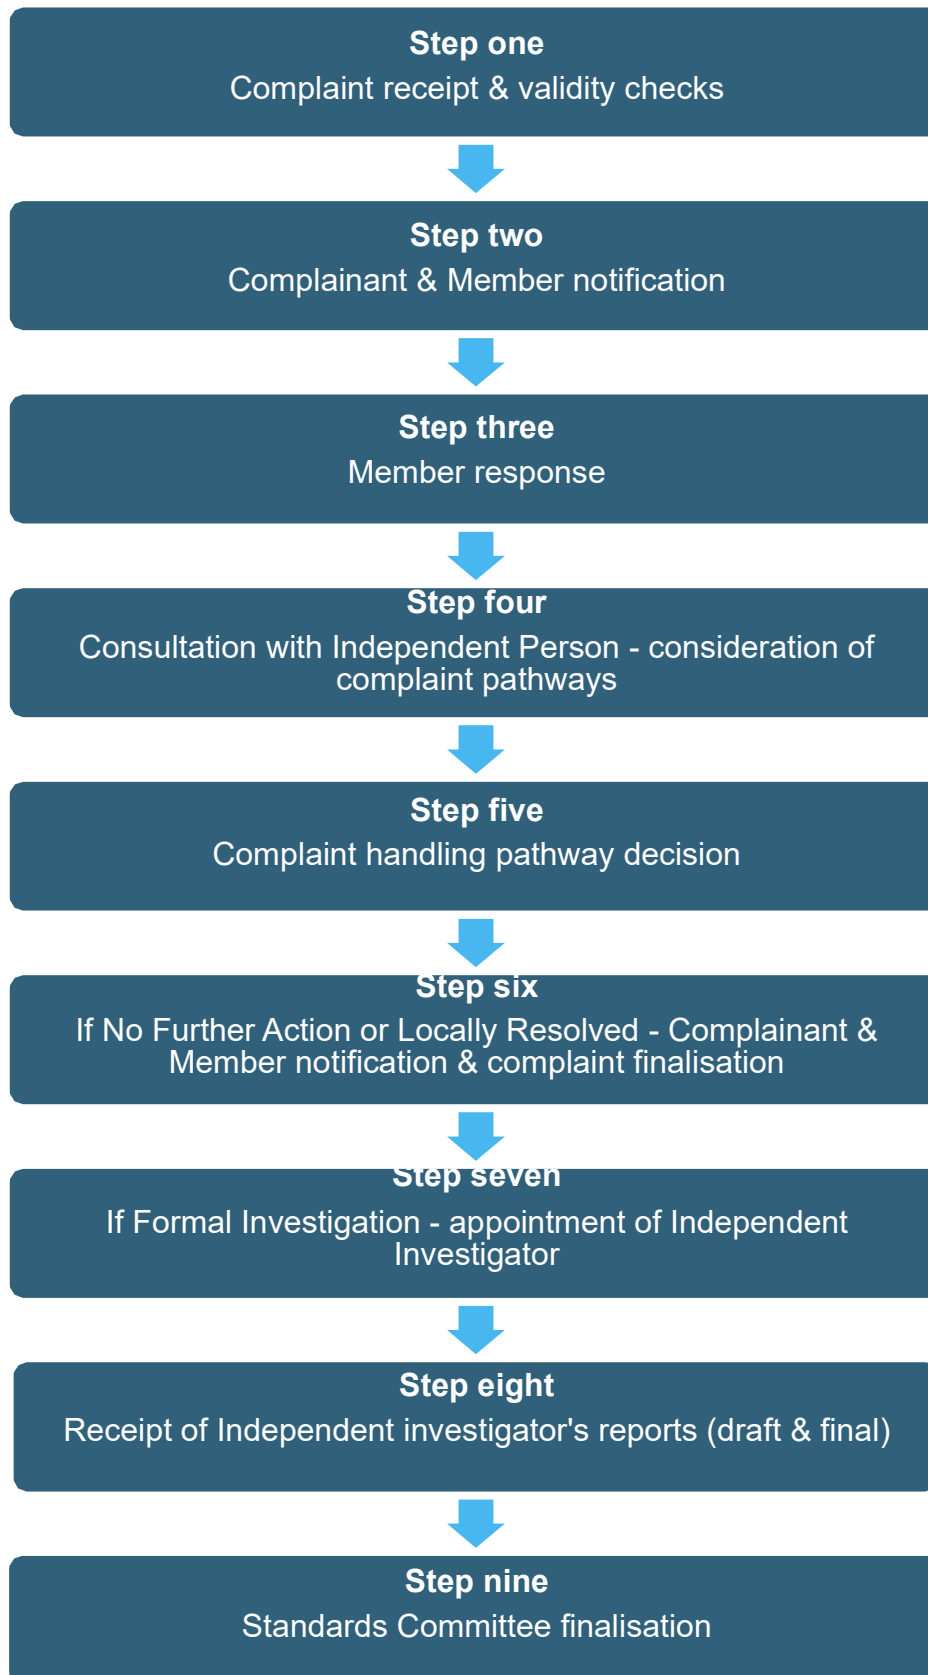 Step one
Complaint receipt & validity checks
Step two
Complainant & Member notification
Step three
Member response
Step four
Consultation with Independent Person - consideration of
complaint pathways
Step five
Complaint handling pathway decision
Step six
If No Further Action or Locally Resolved - Complainant &
Member notification & complaint finalisation
Step seven
If Formal Investigation - appointment of Independent
Investigator
Step eight
Receipt of Independent investigator's reports (draft & final)
Step nine
Standards Committee finalisation